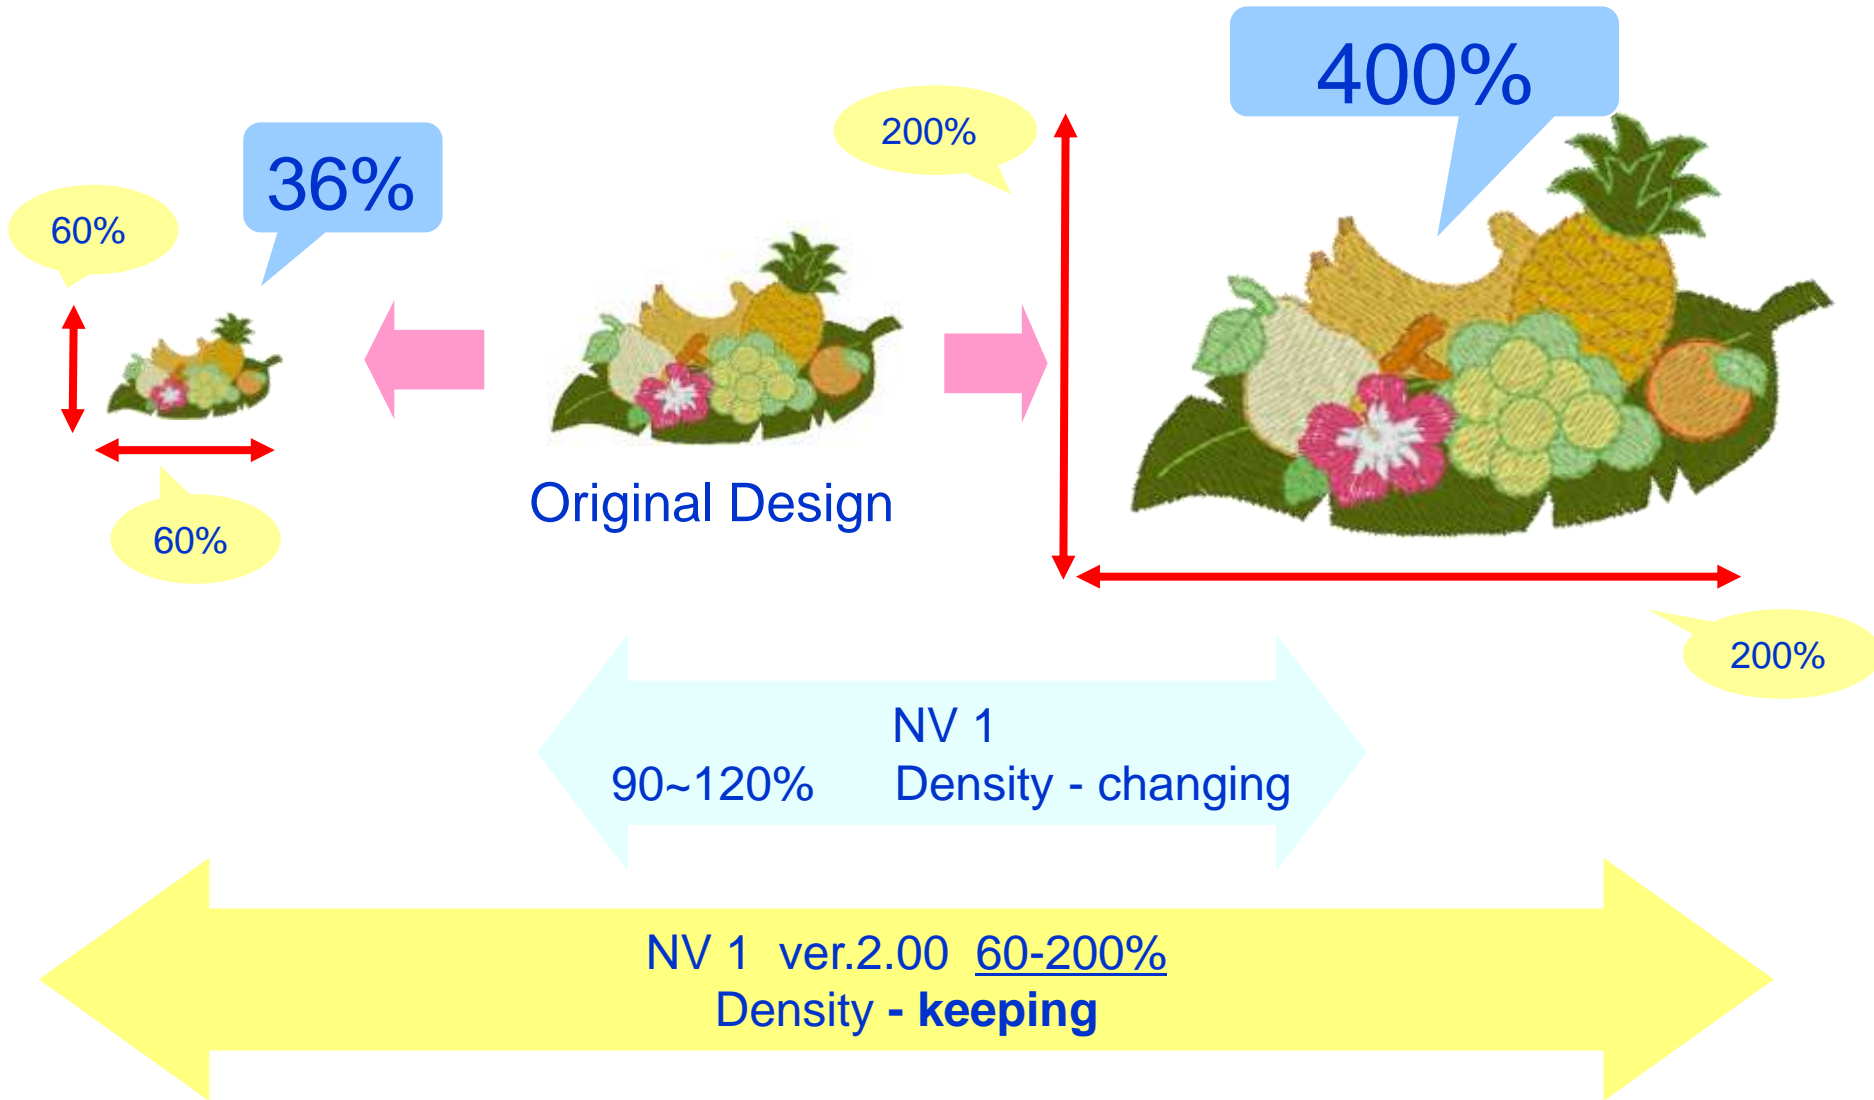 400%
200%
36%
60%
60%
Original Design
200%
NV 1
90~120% Density - changing
NV 1 ver.2.00 60-200%
Density - keeping